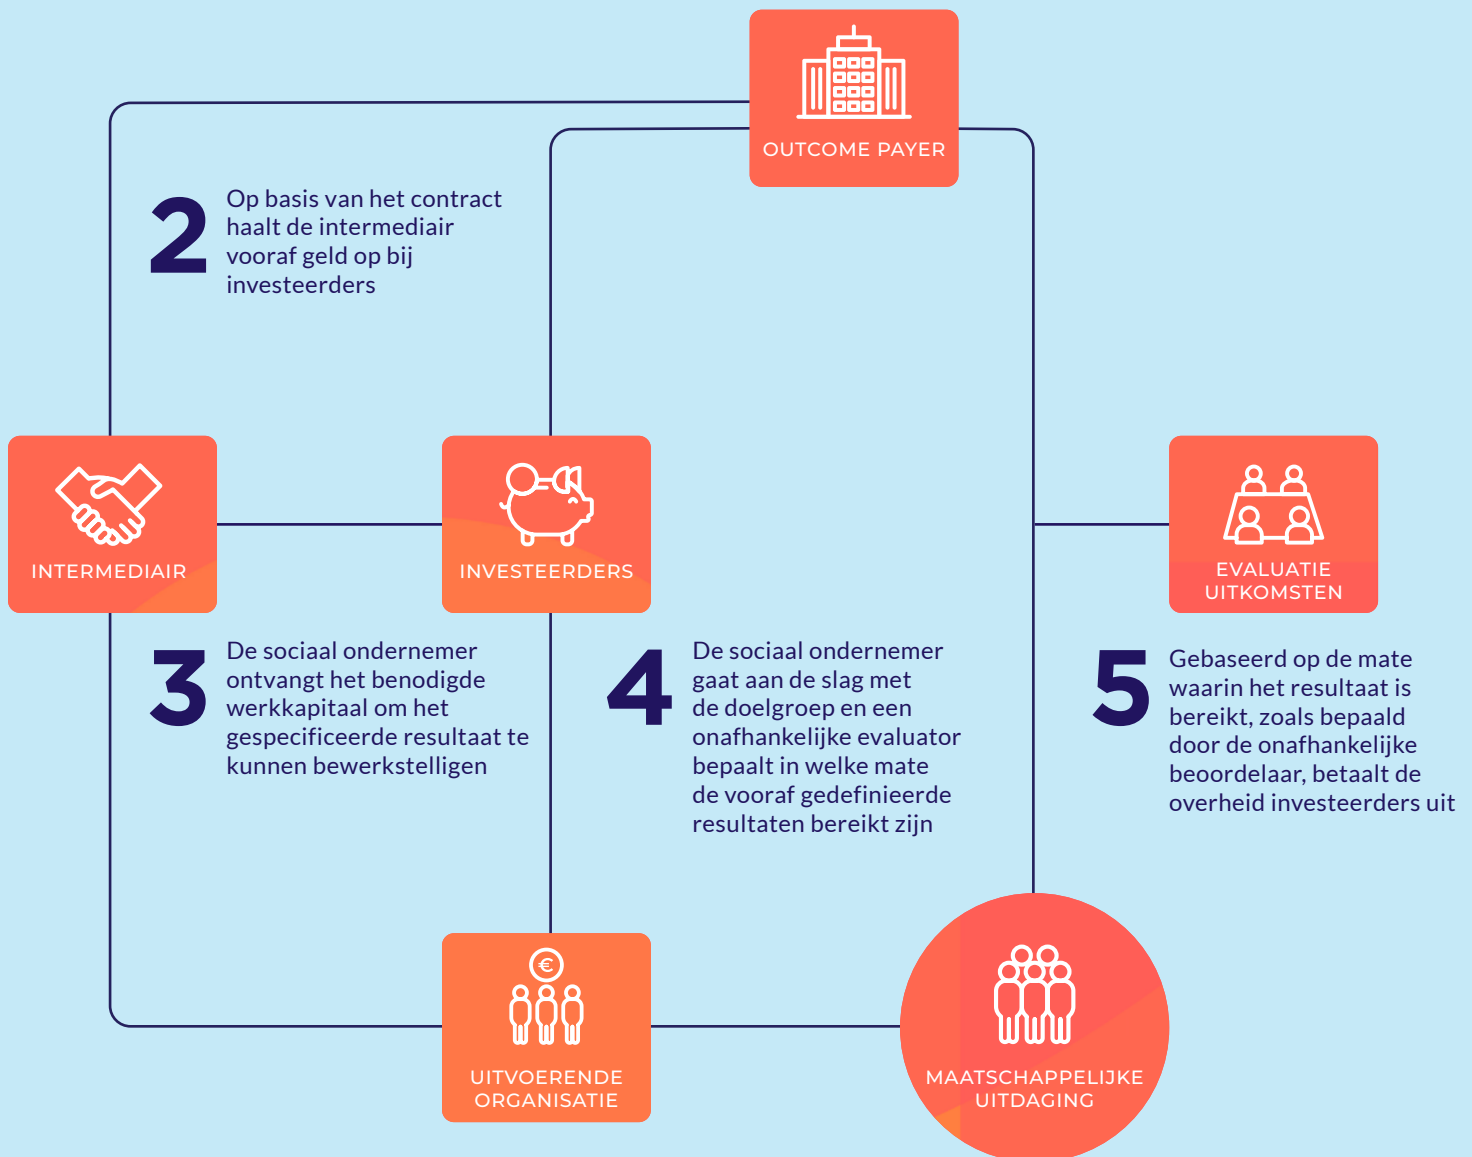 OUTCOME PAYER
2
Op basis van het contract
haalt de intermediair
vooraf geld op bij
investeerders
INTERMEDIAIR
INVESTEERDERS
EVALUATIE
UITKOMSTEN
3
De sociaal ondernemer
ontvangt het benodigde
werkkapitaal om het
gespecificeerde resultaat te
kunnen bewerkstelligen
4
De sociaal ondernemer
gaat aan de slag met
de doelgroep en een
onafhankelijke evaluator
bepaalt in welke mate
de vooraf gedefinieerde
resultaten bereikt zijn
5
Gebaseerd op de mate
waarin het resultaat is
bereikt, zoals bepaald
door de onafhankelijke
beoordelaar, betaalt de
overheid investeerders uit
€
UITVOERENDE
ORGANISATIE
MAATSCHAPPELIJKE
UITDAGING